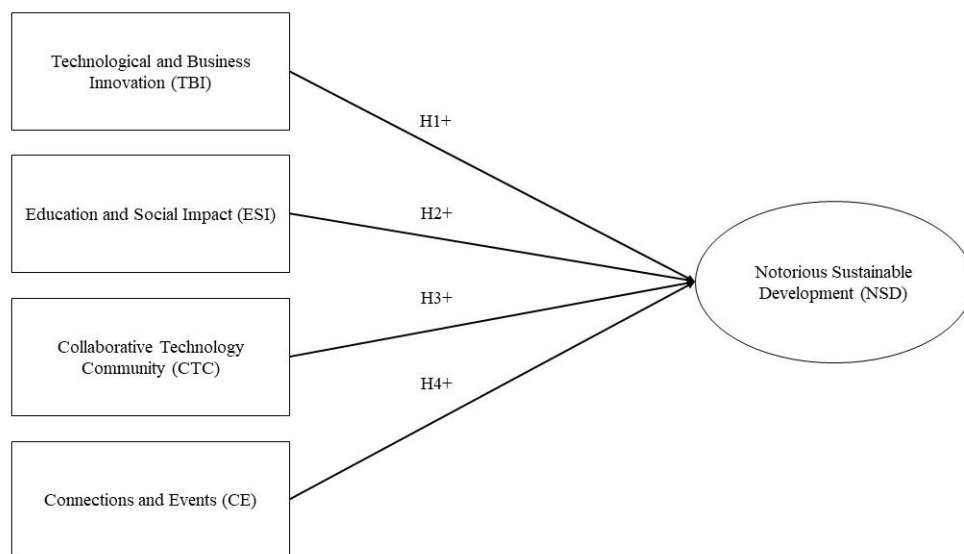 Technological and Business
Innovation (TBI)
H1+
Education and Social Impact (ESI)
H2+
Notorious Sustainable
Development (NSD)
H3+
Collaborative Technology
Community (CTC)
H4+
Connections and Events (CE)